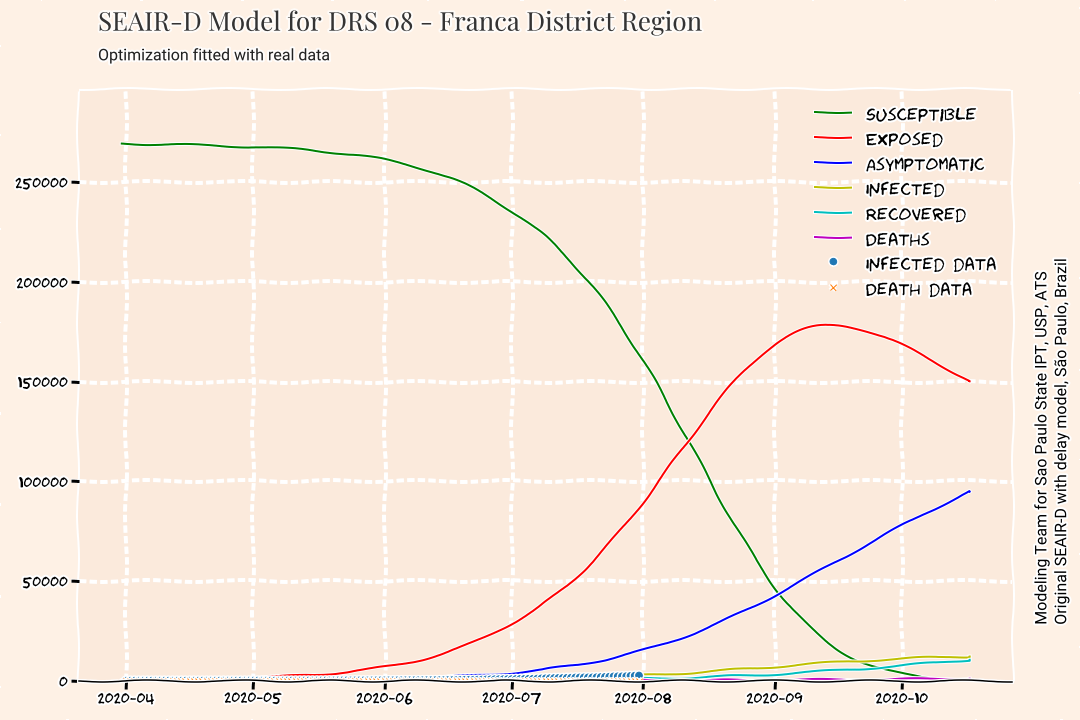 SEAIR-D Model for DRS 08 - Franca District Region
Optimization fitted with real data
SUSCEPTIBLE
EXPOSED
ASYMPTOMATIC
INFECTED
RECOVERED
DEATHS
INFECTED DATA
DEATH DATA
250000
200000
150000
100000
50000
0
2020-04 2020-05 2020-06 2020-07 2020-08 2020-09 2020-10
Modeling Team for Sao Paulo State IPT, USP, ATS
Original SEAIR-D with delay model, São Paulo, Brazil